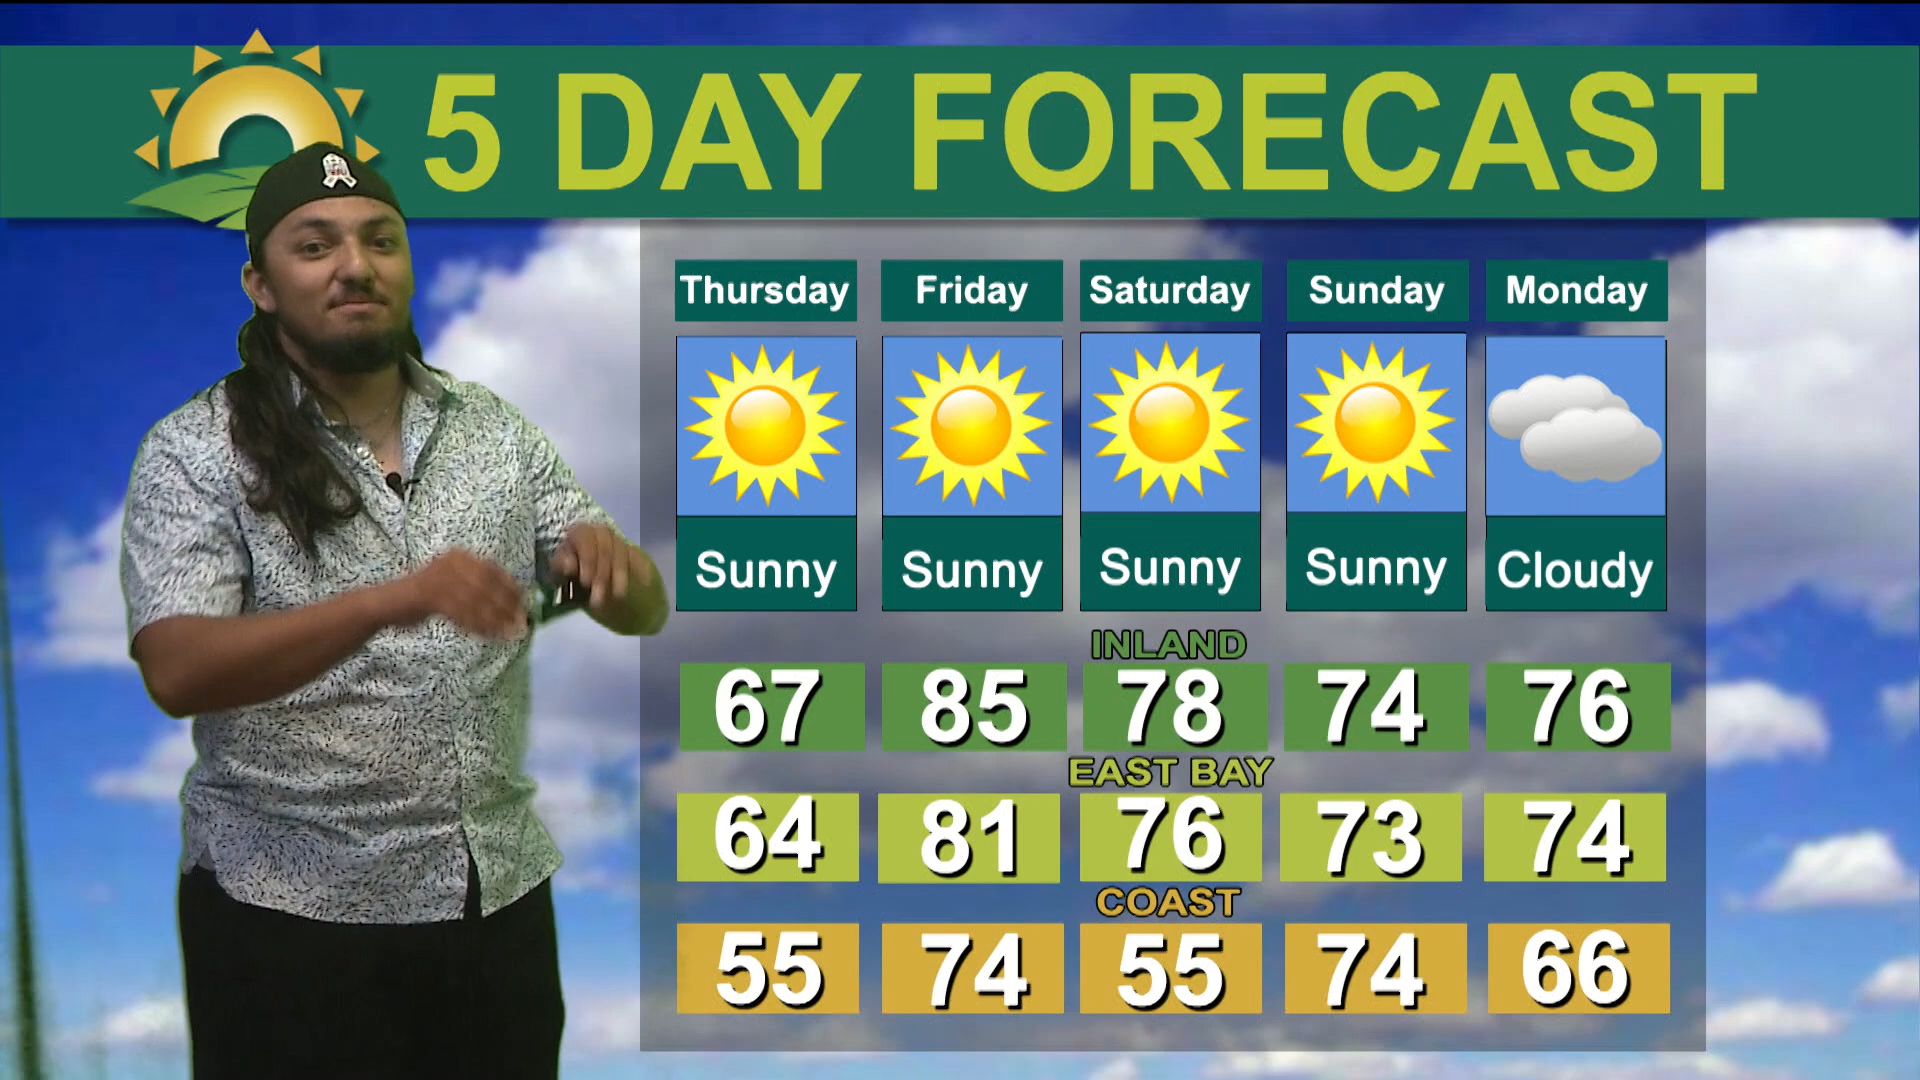 5 DAY FORECAST
Thursday Friday Saturday Sunday Monday
Sunny Sunny Sunny Sunny Cloudy
INLAND
67 85 78 74 76
EAST BAY
64 81 76 73 74
COAST
55 74 55 74 66